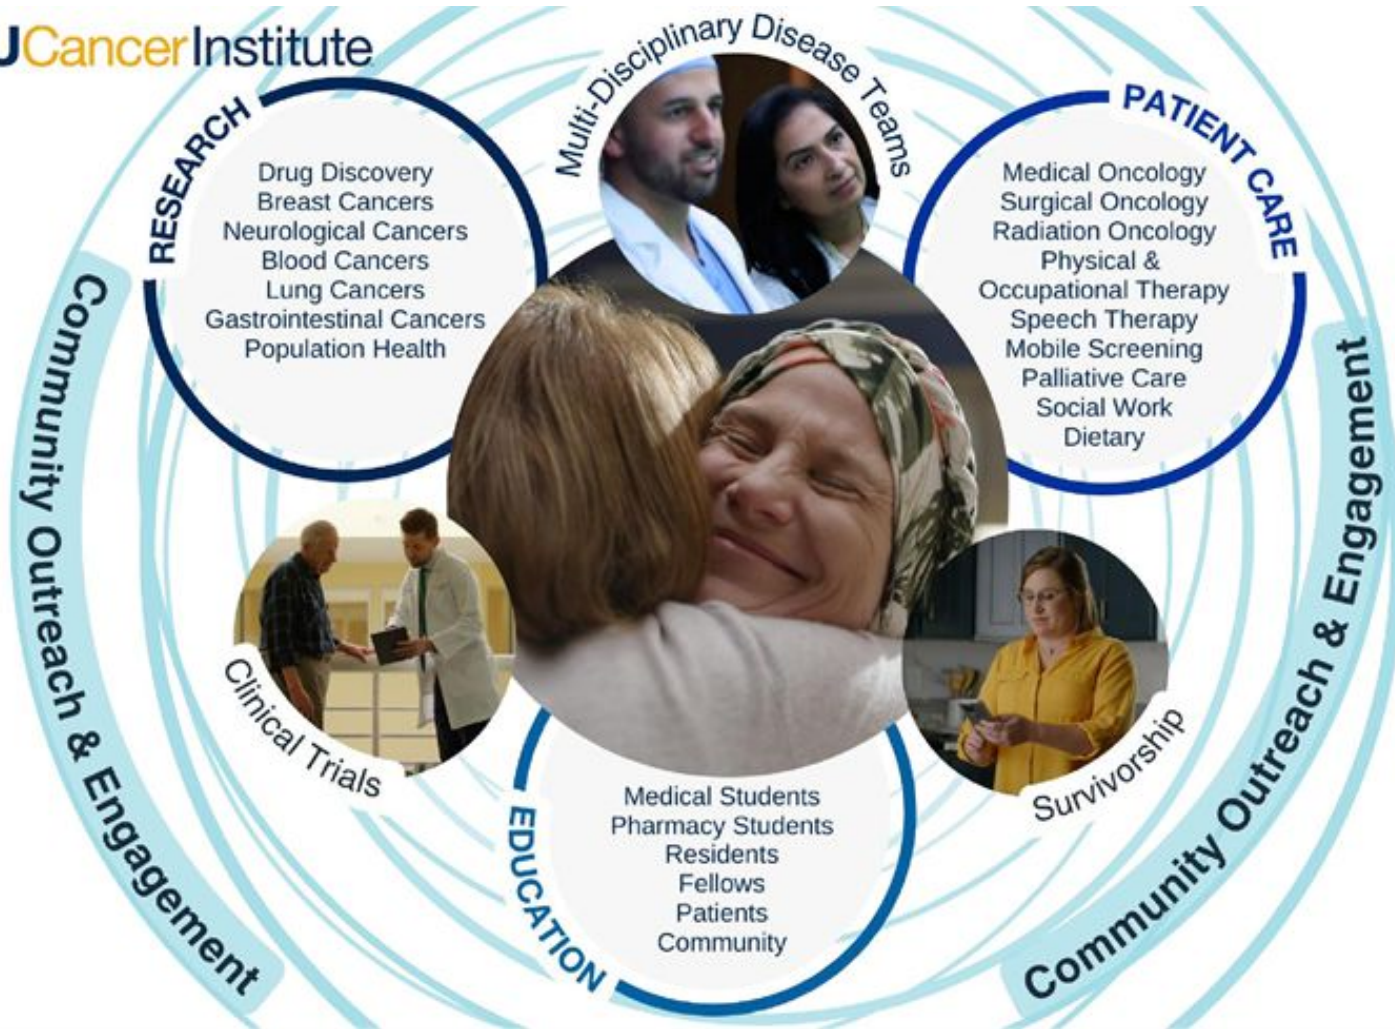 UCancerInstitute
Multi-Disciplinary Disease Teams
RESEARCH
Drug Discovery
Breast Cancers
Neurological Cancers
Blood Cancers
Lung Cancers
Gastrointestinal Cancers
Population Health
PATIENT CARE
Medical Oncology
Surgical Oncology
Radiation Oncology
Physical &
Occupational Therapy
Speech Therapy
Mobile Screening
Palliative Care
Social Work
Dietary
Community Outreach & Engagement
Community Outreach & Engagement
Clinical Trials
Survivorship
EDUCATION
Medical Students
Pharmacy Students
Residents
Fellows
Patients
Community